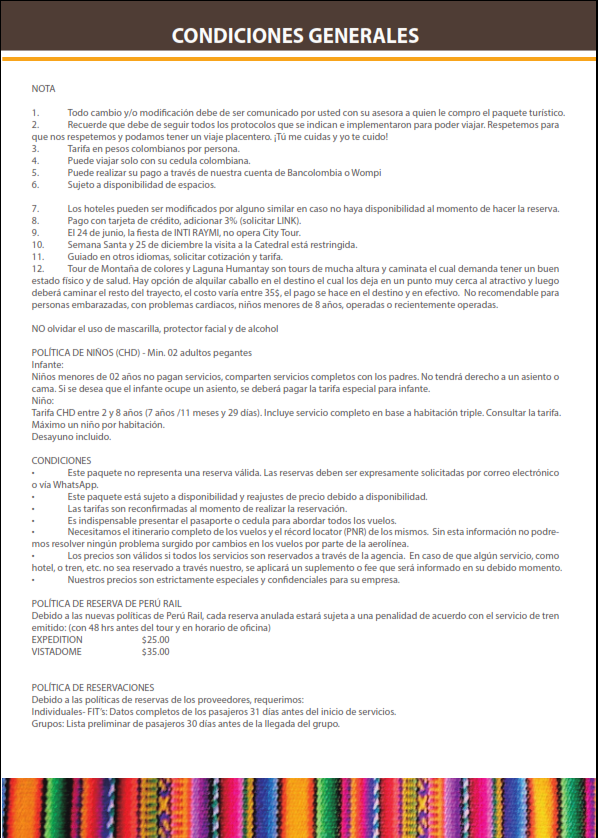 CONDICIONES GENERALES
NOTA
1. Todo cambio y/o modificación debe de ser comunicado por usted con su asesora a quien le compro el paquete turístico.
2. Recuerde que debe de seguir todos los protocolos que se indican e implementaron para poder viajar. Respetemos para
que nos respetemos y podamos tener un viaje placentero. ¡Tú me cuidas y yo te cuido!
3. Tarifa en pesos colombianos por persona.
4. Puede viajar solo con su cedula colombiana.
5. Puede realizar su pago a través de nuestra cuenta de Bancolombia o Wompi
6. Sujeto a disponibilidad de espacios.
7. Los hoteles pueden ser modificados por alguno similar en caso no haya disponibilidad al momento de hacer la reserva.
8. Pago con tarjeta de crédito, adicionar 3% (solicitar LINK).
9. El 24 de junio, la fiesta de INTI RAYMI, no opera City Tour.
10. Semana Santa y 25 de diciembre la visita a la Catedral está restringida.
11. Guiado en otros idiomas, solicitar cotización y tarifa.
12. Tour de Montaña de colores y Laguna Humantay son tours de mucha altura y caminata el cual demanda tener un buen
estado físico y de salud. Hay opción de alquilar caballo en el destino el cual los deja en un punto muy cerca al atractivo y luego
deberá caminar el resto del trayecto, el costo varía entre 35$, el pago se hace en el destino y en efectivo. No recomendable para
personas embarazadas, con problemas cardiacos, niños menores de 8 años, operadas o recientemente operadas.
NO olvidar el uso de mascarilla, protector facial y de alcohol
POLÍTICA DE NIÑOS (CHD) - Min. 02 adultos pegantes
Infante:
Niños menores de 02 años no pagan servicios, comparten servicios completos con los padres. No tendrá derecho a un asiento o
cama. Si se desea que el infante ocupe un asiento, se deberá pagar la tarifa especial para infante.
Niño:
Tarifa CHD entre 2 y 8 años (7 años /11 meses y 29 días). Incluye servicio completo en base a habitación triple. Consultar la tarifa.
Máximo un niño por habitación.
Desayuno incluido.
CONDICIONES
• Este paquete no representa una reserva válida. Las reservas deben ser expresamente solicitadas por correo electrónico
o vía WhatsApp.
• Este paquete está sujeto a disponibilidad y reajustes de precio debido a disponibilidad.
• Las tarifas son reconfirmadas al momento de realizar la reservación.
• Es indispensable presentar el pasaporte o cedula para abordar todos los vuelos.
• Necesitamos el itinerario completo de los vuelos y el récord locator (PNR) de los mismos. Sin esta información no podre-
mos resolver ningún problema surgido por cambios en los vuelos por parte de la aerolínea.
• Los precios son válidos si todos los servicios son reservados a través de la agencia. En caso de que algún servicio, como
hotel, o tren, etc. no sea reservado a través nuestro, se aplicará un suplemento o fee que será informado en su debido momento.
• Nuestros precios son estrictamente especiales y confidenciales para su empresa.
POLÍTICA DE RESERVA DE PERÚ RAIL
Debido a las nuevas políticas de Perú Rail, cada reserva anulada estará sujeta a una penalidad de acuerdo con el servicio de tren
emitido: (con 48 hrs antes del tour y en horario de oficina)
EXPEDITION $25.00
VISTADOME $35.00
POLÍTICA DE RESERVACIONES
Debido a las políticas de reservas de los proveedores, requerimos:
Individuales- FIT's: Datos completos de los pasajeros 31 días antes del inicio de servicios.
Grupos: Lista preliminar de pasajeros 30 días antes de la llegada del grupo.